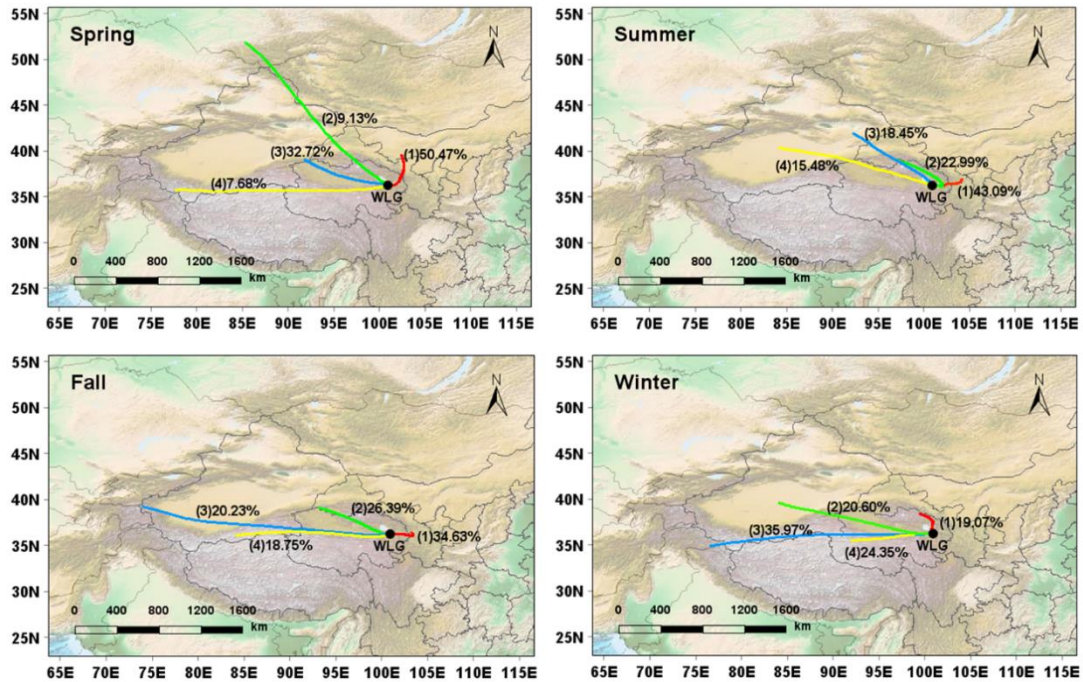 Spring
N
55N
50N
45N
40N
35N
30N
25N
(2)9.13%
(3)32.72%
(1)50.47%
(4)7.68%
WLG
0 400 800 1200 1600
km
65E 70E 75E 80E 85E 90E 95E 100E 105E 110E 115E
Summer
N
55N
50N
45N
40N
35N
30N
25N
(3)18.45%
(4)15.48%
(2)22.99%
(1)43.09%
WLG
0 400 800 1200 1600
km
65E 70E 75E 80E 85E 90E 95E 100E 105E 110E 115E
Fall
N
55N
50N
45N
40N
35N
30N
25N
(3)20.23%
(2)26.39%
(1)34.63%
(4)18.75%
WLG
0 400 800 1200 1600
km
65E 70E 75E 80E 85E 90E 95E 100E 105E 110E 115E
Winter
N
55N
50N
45N
40N
35N
30N
25N
(2)20.60%
(1)19.07%
(3)35.97%
(4)24.35%
WLG
0 400 800 1200 1600
km
65E 70E 75E 80E 85E 90E 95E 100E 105E 110E 115E